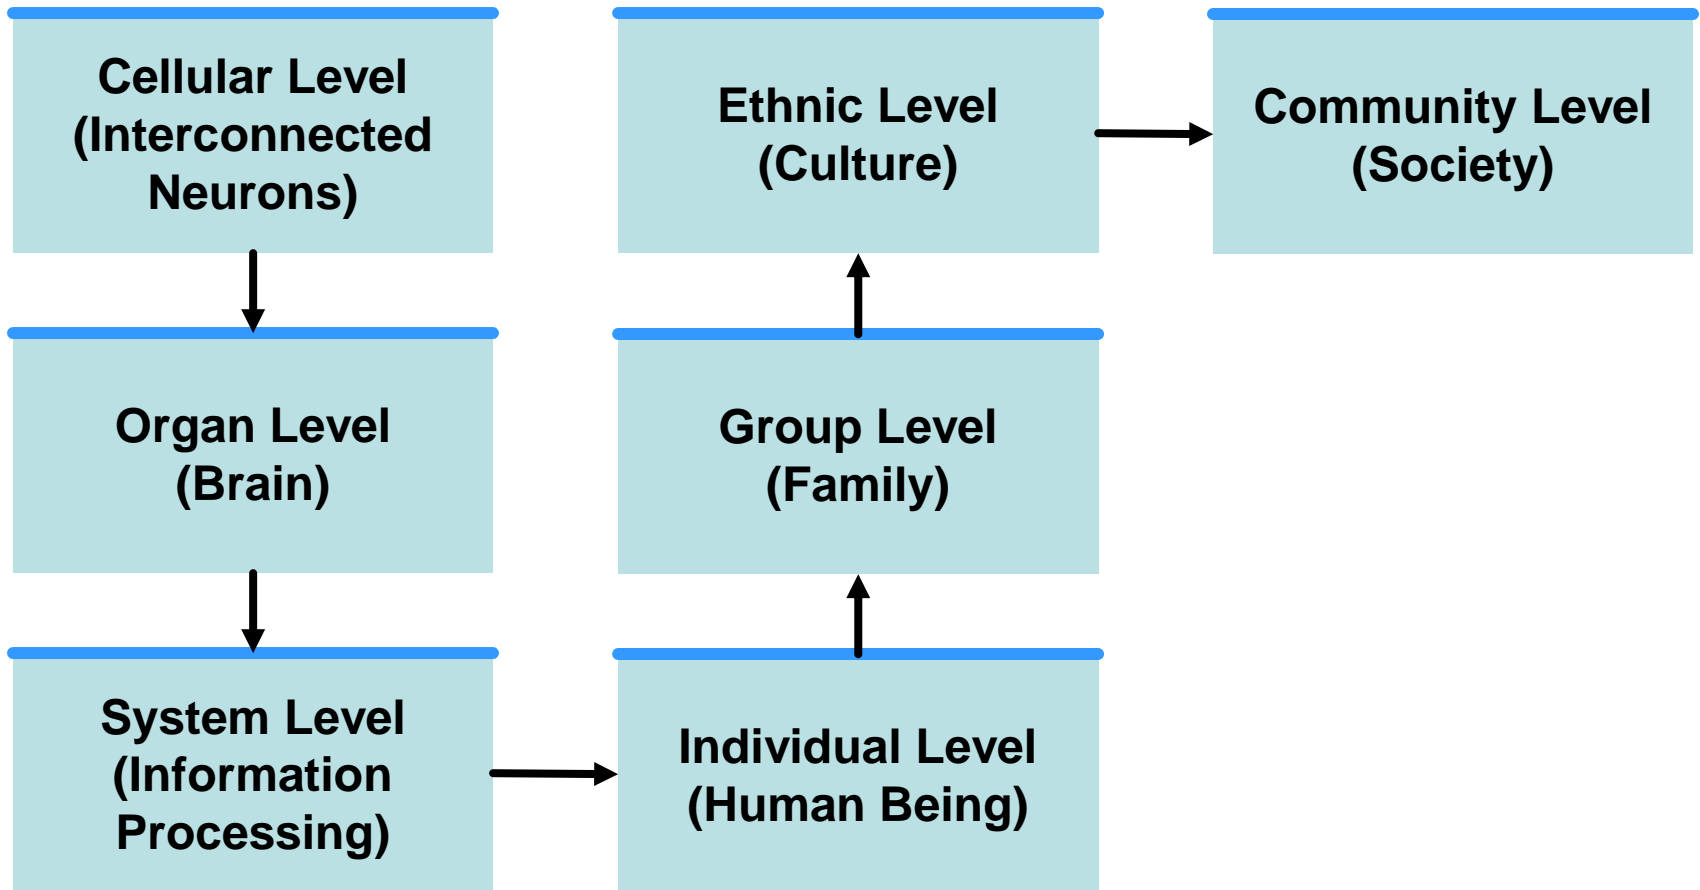 Cellular Level
(Interconnected
Neurons)
Organ Level
(Brain)
System Level
(Information
Processing)
Individual Level
(Human Being)
Group Level
(Family)
Ethnic Level
(Culture)
Community Level
(Society)